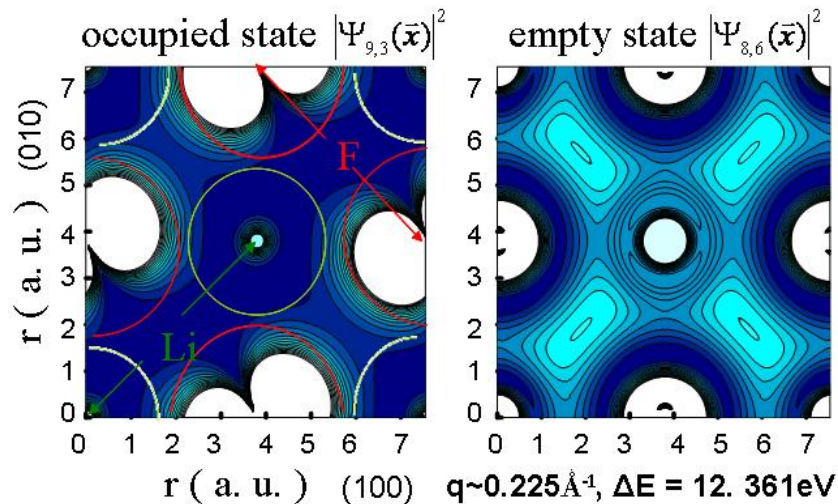 occupied state |Ψ₉,₃(x⃗)|²
empty state |Ψ₈,₆(x⃗)|²
r ( a. u. ) (010)
7
6
5
4
3
2
1
0
F
Li
0 1 2 3 4 5 6 7
r ( a. u. ) (100)
7
6
5
4
3
2
1
0
0 1 2 3 4 5 6 7
q~0.225Å⁻¹, ΔE = 12. 361eV